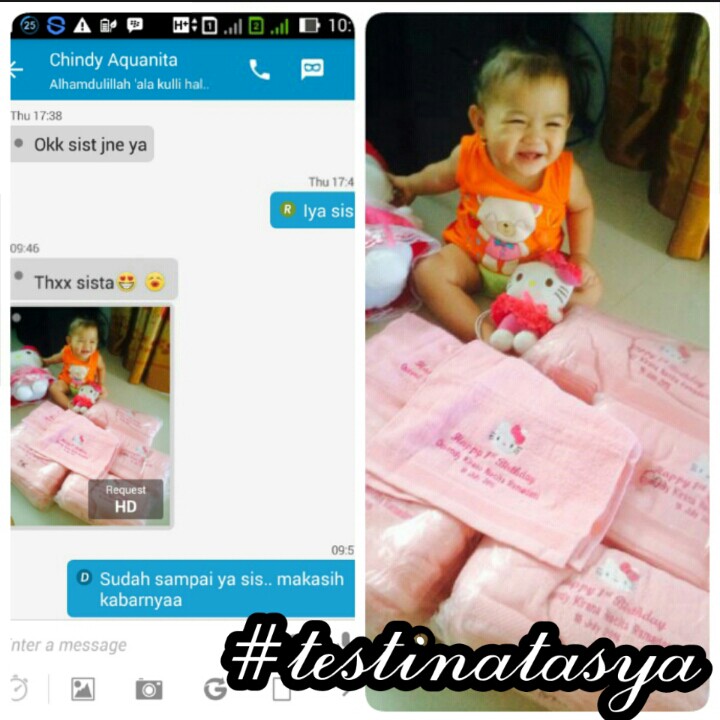 25
H+
1
2
10:
Chindy Aquanita
Alhamdulillah 'ala kulli hal..
Thu 17:38
Okk sist jne ya
Thu 17:4
R Iya sis
09:46
Thxx sista😍 😲
Request
HD
09:5
D Sudah sampai ya sis.. makasih
kabarnyaa
nter a message
Happy 1st Birthday
#testinatasya